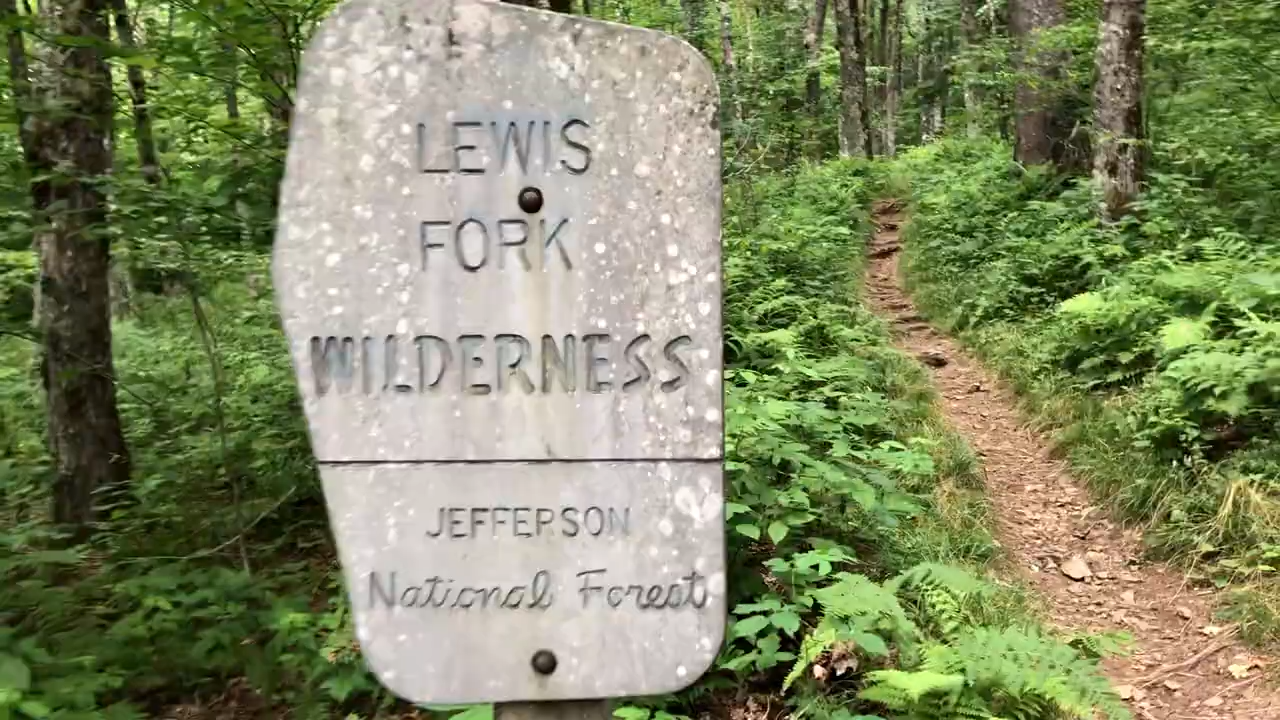 LEWIS
FORK
WILDERNESS
JEFFERSON
National Forest